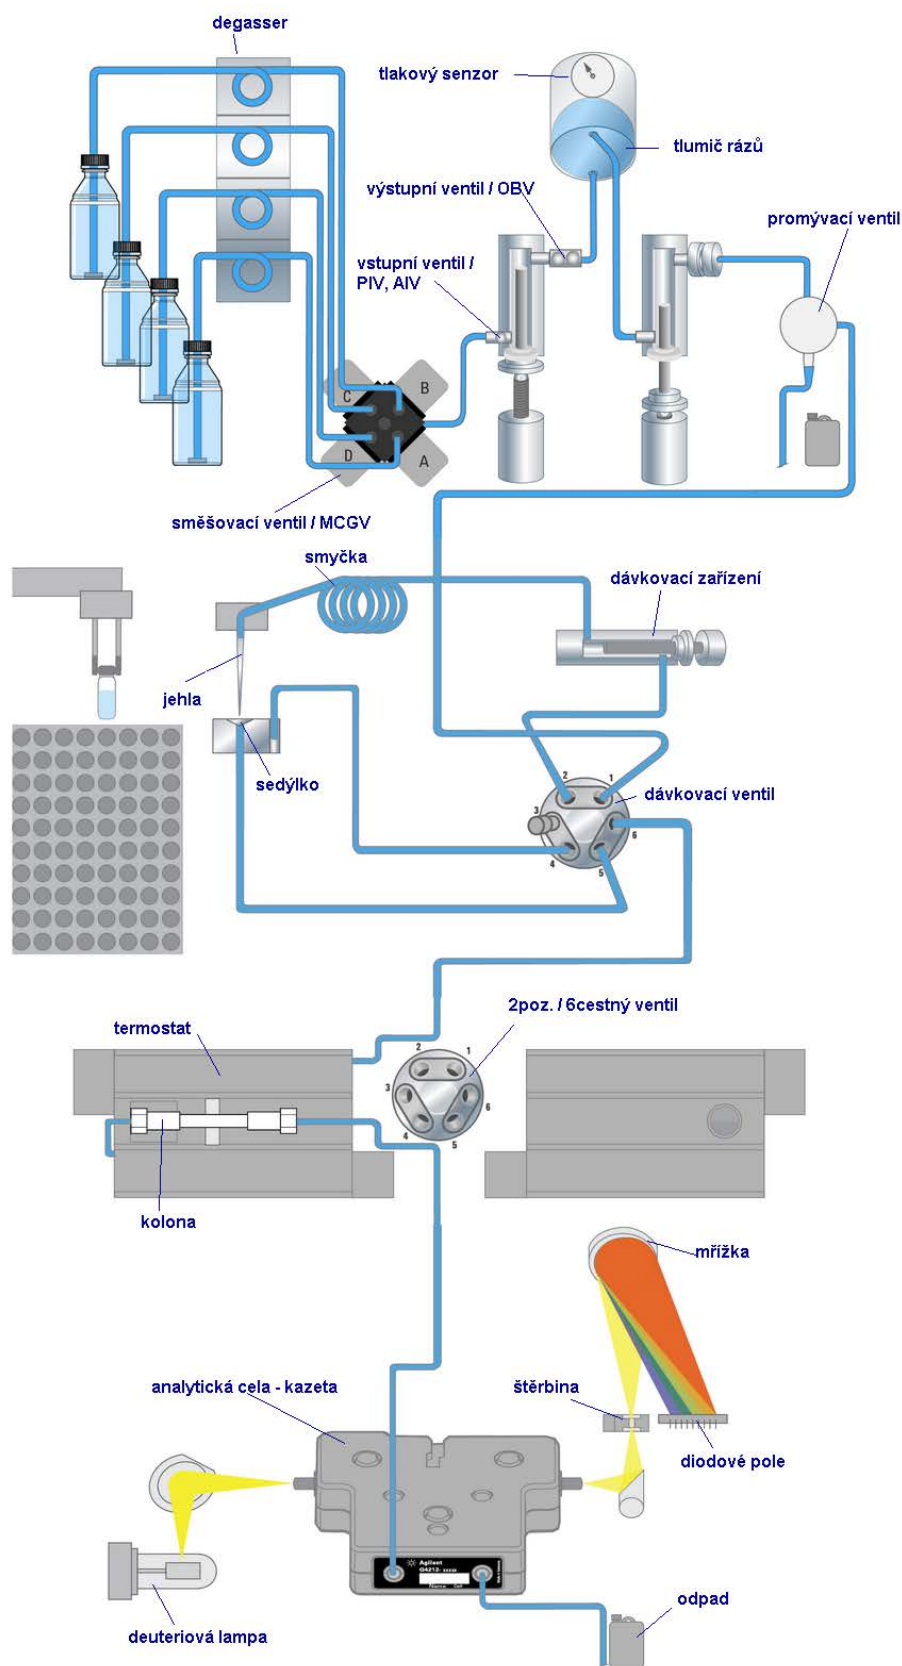 degasser
tlakový senzor
tlumič rázů
výstupní ventil / OBV
promývací ventil
vstupní ventil /
PIV, AIV
C
B
D
A
směšovací ventil / MCGV
smyčka
dávkovací zařízení
jehla
sedýlko
2
1
dávkovací ventil
3
6
4
5
2poz. / 6cestný ventil
termostat
2
1
3
6
4
5
kolona
mřížka
analytická cela - kazeta
štěrbina
diodové pole
Agilent
G4212- xxxxx
odpad
deuteriová lampa